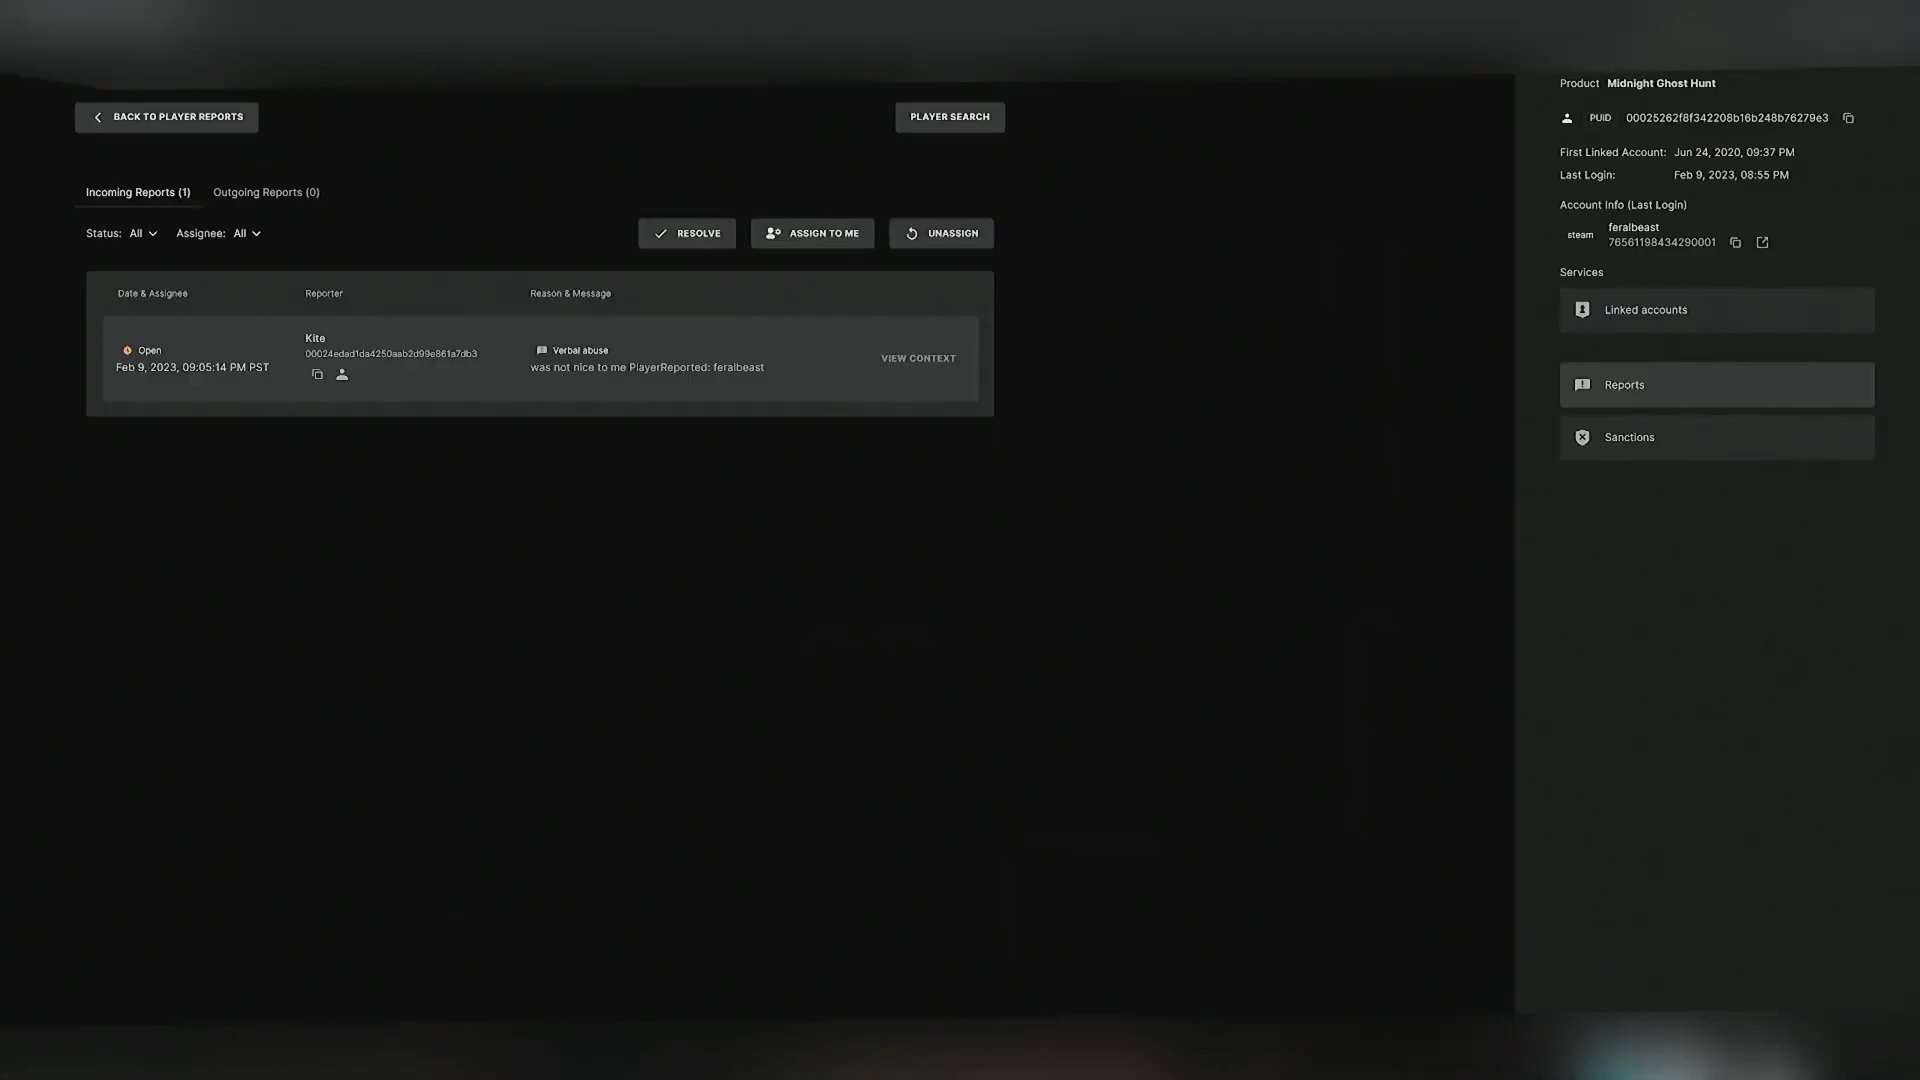 BACK TO PLAYER REPORTS
PLAYER SEARCH
Incoming Reports (1)
Outgoing Reports (0)
Status: All
Assignee: All
RESOLVE
ASSIGN TO ME
UNASSIGN
Date & Assignee
Reporter
Reason & Message
Open
Feb 9, 2023, 09:05:14 PM PST
Kite
00024edad1da4250aab2d99e861a7db3
Verbal abuse
was not nice to me PlayerReported: feralbeast
VIEW CONTEXT
Product Midnight Ghost Hunt
PUID 00025262f8f342208b16b248b76279e3
First Linked Account: Jun 24, 2020, 09:37 PM
Last Login: Feb 9, 2023, 08:55 PM
Account Info (Last Login)
steam
feralbeast
76561198434290001
Services
Linked accounts
Reports
Sanctions